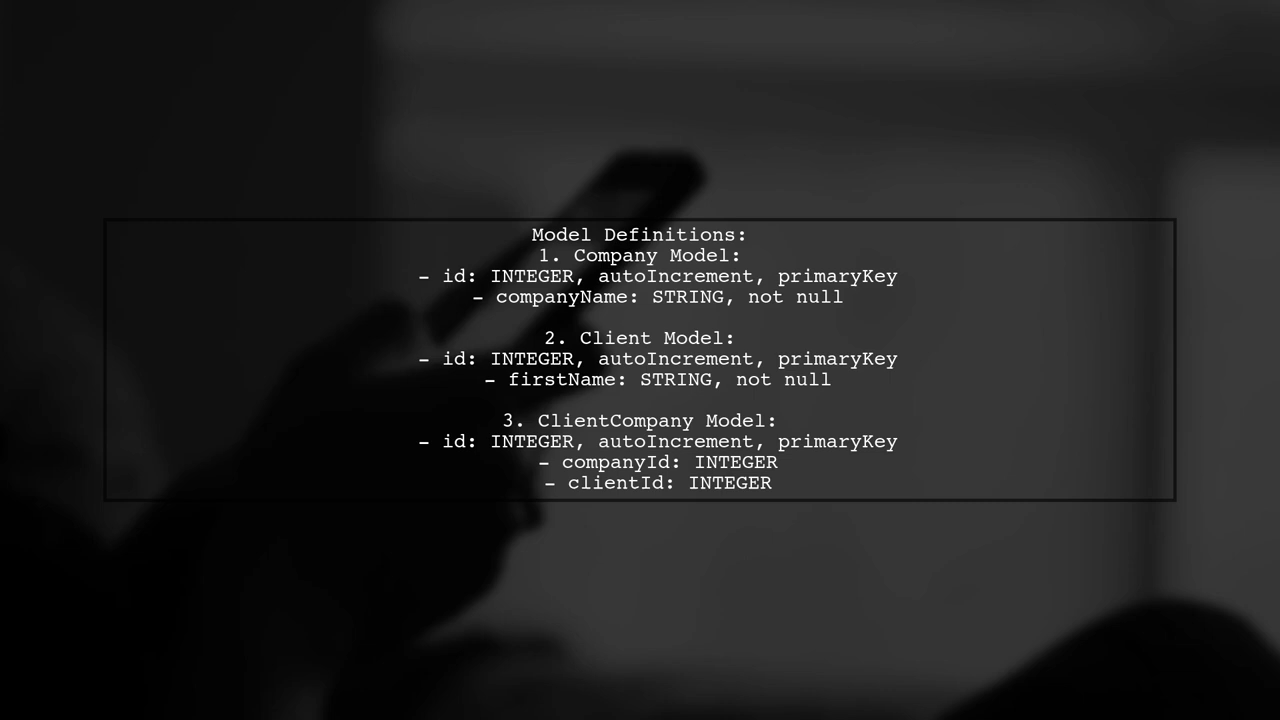 Model Definitions:
1. Company Model:
- id: INTEGER, autoIncrement, primaryKey
- companyName: STRING, not null
2. Client Model:
- id: INTEGER, autoIncrement, primaryKey
- firstName: STRING, not null
3. ClientCompany Model:
- id: INTEGER, autoIncrement, primaryKey
- companyId: INTEGER
- clientId: INTEGER